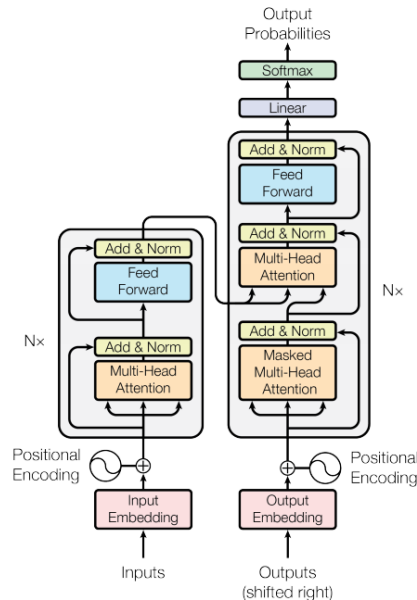 Output
Probabilities
Softmax
Linear
Add & Norm
Feed
Forward
Add & Norm
Multi-Head
Attention
Nx
Add & Norm
Masked
Multi-Head
Attention
Positional
Encoding
Output
Embedding
Outputs
(shifted right)
Add & Norm
Feed
Forward
Nx
Add & Norm
Multi-Head
Attention
Positional
Encoding
Input
Embedding
Inputs